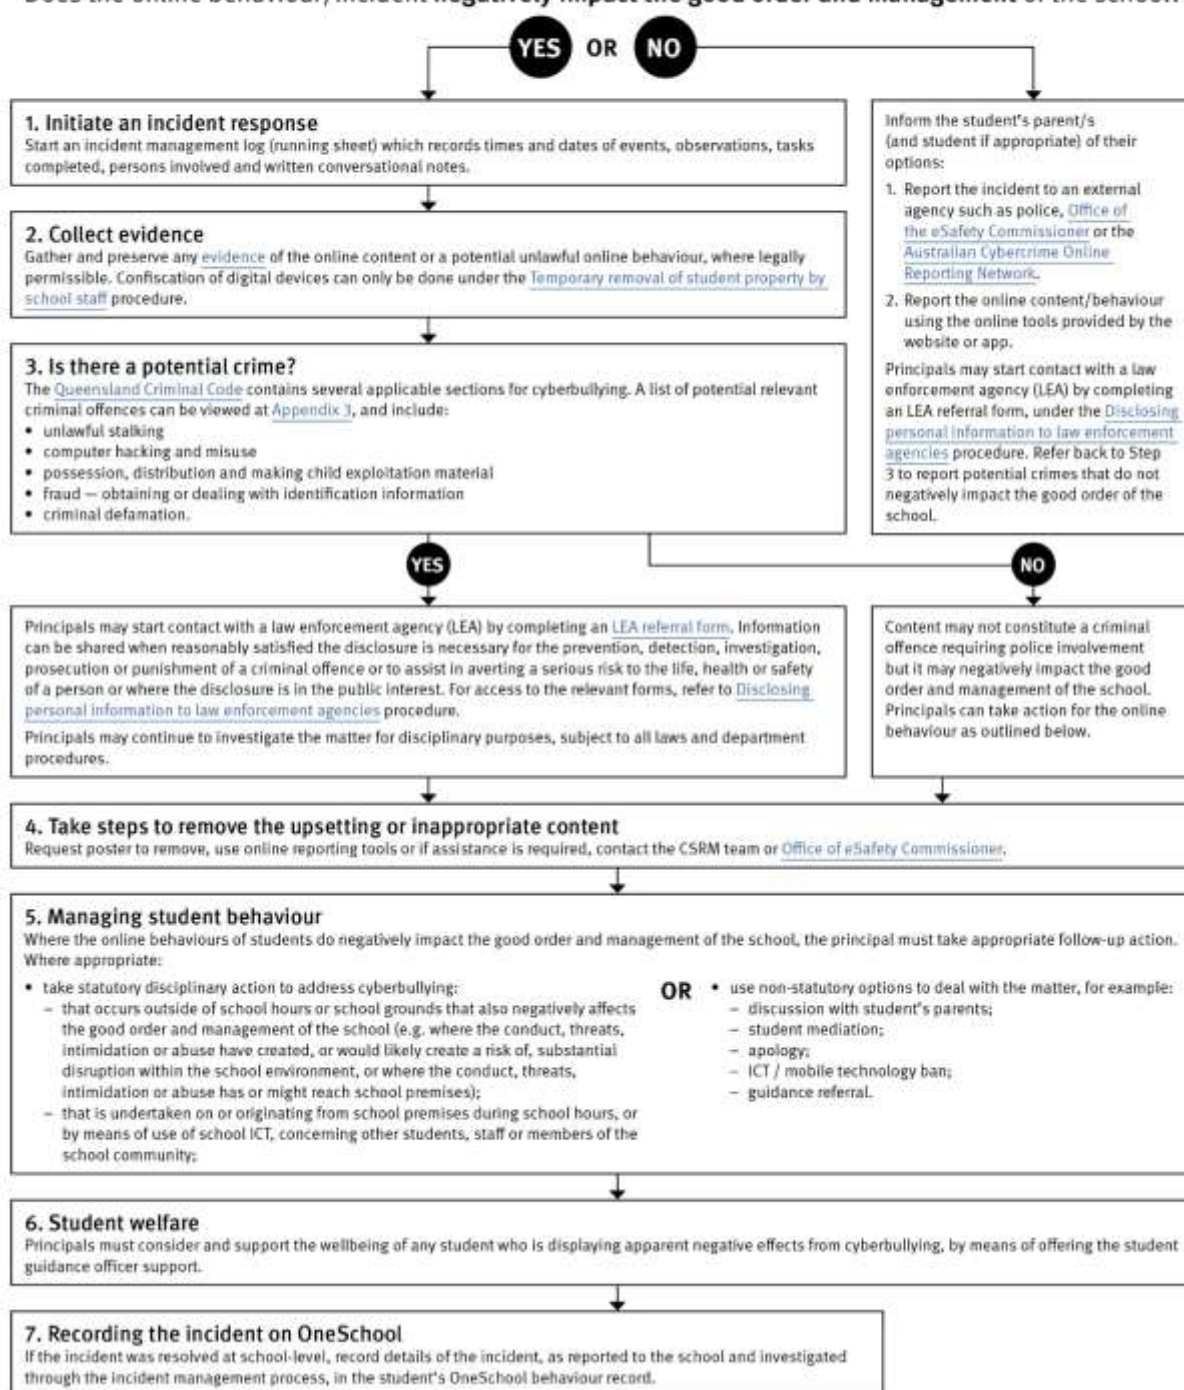 Does the online behaviour/incident negatively impact the good order and management of the school?
YES OR NO
1. Initiate an incident response
Start an incident management log (running sheet) which records times and dates of events, observations, tasks
completed, persons involved and written conversational notes.
2. Collect evidence
Gather and preserve any evidence of the online content or a potential unlawful online behaviour, where legally
permissible. Confiscation of digital devices can only be done under the Temporary removal of student property by
school staff procedure.
3. Is there a potential crime?
The Queensland Criminal Code contains several applicable sections for cyberbullying. A list of potential relevant
criminal offences can be viewed at Appendix 3, and include:
• unlawful stalking
• computer hacking and misuse
• possession, distribution and making child exploitation material
• fraud — obtaining or dealing with identification information
• criminal defamation.
Inform the student's parent/s
(and student if appropriate) of their
options:
1. Report the incident to an external
agency such as police, Office of
the eSafety Commissioner or the
Australian Cybercrime Online
Reporting Network.
2. Report the online content/behaviour
using the online tools provided by the
website or app.
Principals may start contact with a law
enforcement agency (LEA) by completing
an LEA referral form, under the Disclosing
personal information to law enforcement
agencies procedure. Refer back to Step
3 to report potential crimes that do not
negatively impact the good order of the
school.
YES
NO
Principals may start contact with a law enforcement agency (LEA) by completing an LEA referral form. Information
can be shared when reasonably satisfied the disclosure is necessary for the prevention, detection, investigation,
prosecution or punishment of a criminal offence or to assist in averting a serious risk to the life, health or safety
of a person or where the disclosure is in the public interest. For access to the relevant forms, refer to Disclosing
personal information to law enforcement agencies procedure.
Principals may continue to investigate the matter for disciplinary purposes, subject to all laws and department
procedures.
Content may not constitute a criminal
offence requiring police involvement
but it may negatively impact the good
order and management of the school.
Principals can take action for the online
behaviour as outlined below.
4. Take steps to remove the upsetting or inappropriate content
Request poster to remove, use online reporting tools or if assistance is required, contact the CSRM team or Office of eSafety Commissioner.
5. Managing student behaviour
Where the online behaviours of students do negatively impact the good order and management of the school, the principal must take appropriate follow-up action.
Where appropriate:
• take statutory disciplinary action to address cyberbullying:
– that occurs outside of school hours or school grounds that also negatively affects
the good order and management of the school (e.g. where the conduct, threats,
intimidation or abuse have created, or would likely create a risk of, substantial
disruption within the school environment, or where the conduct, threats,
intimidation or abuse has or might reach school premises);
– that is undertaken on or originating from school premises during school hours, or
by means of use of school ICT, concerning other students, staff or members of the
school community;
OR
• use non-statutory options to deal with the matter, for example:
– discussion with student's parents;
– student mediation;
– apology;
– ICT / mobile technology ban;
– guidance referral.
6. Student welfare
Principals must consider and support the wellbeing of any student who is displaying apparent negative effects from cyberbullying, by means of offering the student
guidance officer support.
7. Recording the incident on OneSchool
If the incident was resolved at school-level, record details of the incident, as reported to the school and investigated
through the incident management process, in the student's OneSchool behaviour record.